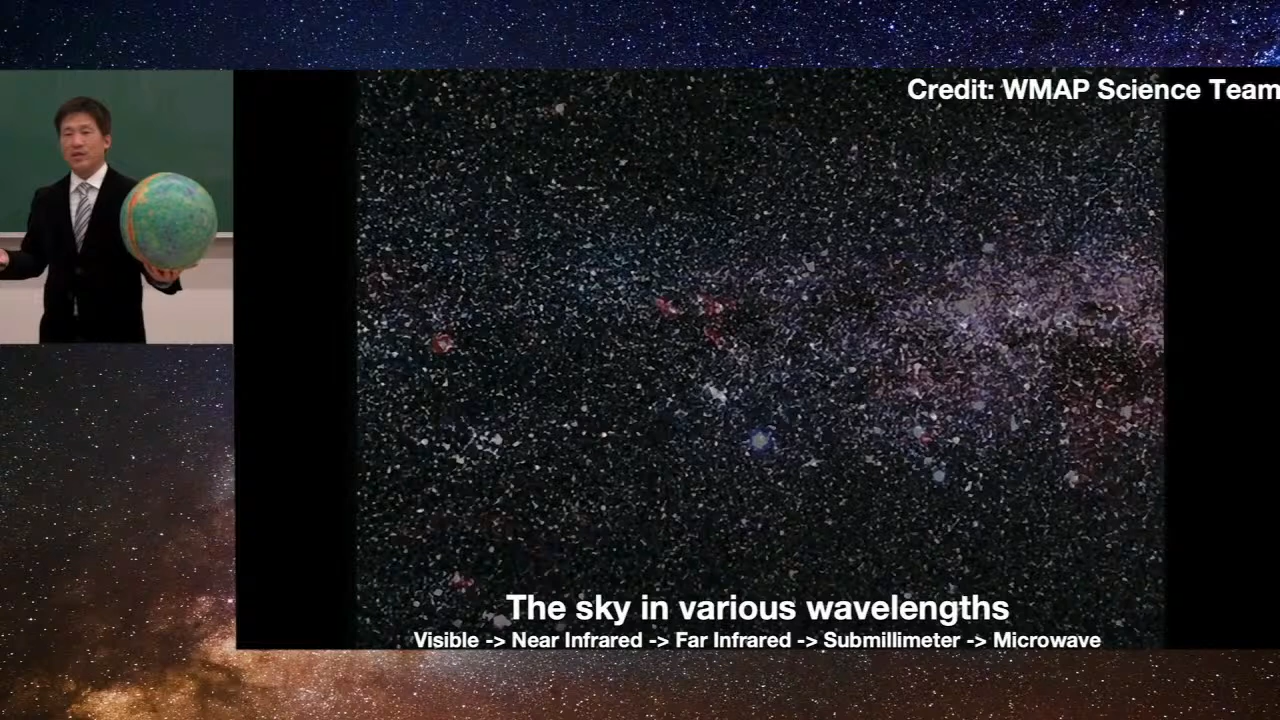 Credit: WMAP Science Team
The sky in various wavelengths
Visible -> Near Infrared -> Far Infrared -> Submillimeter -> Microwave